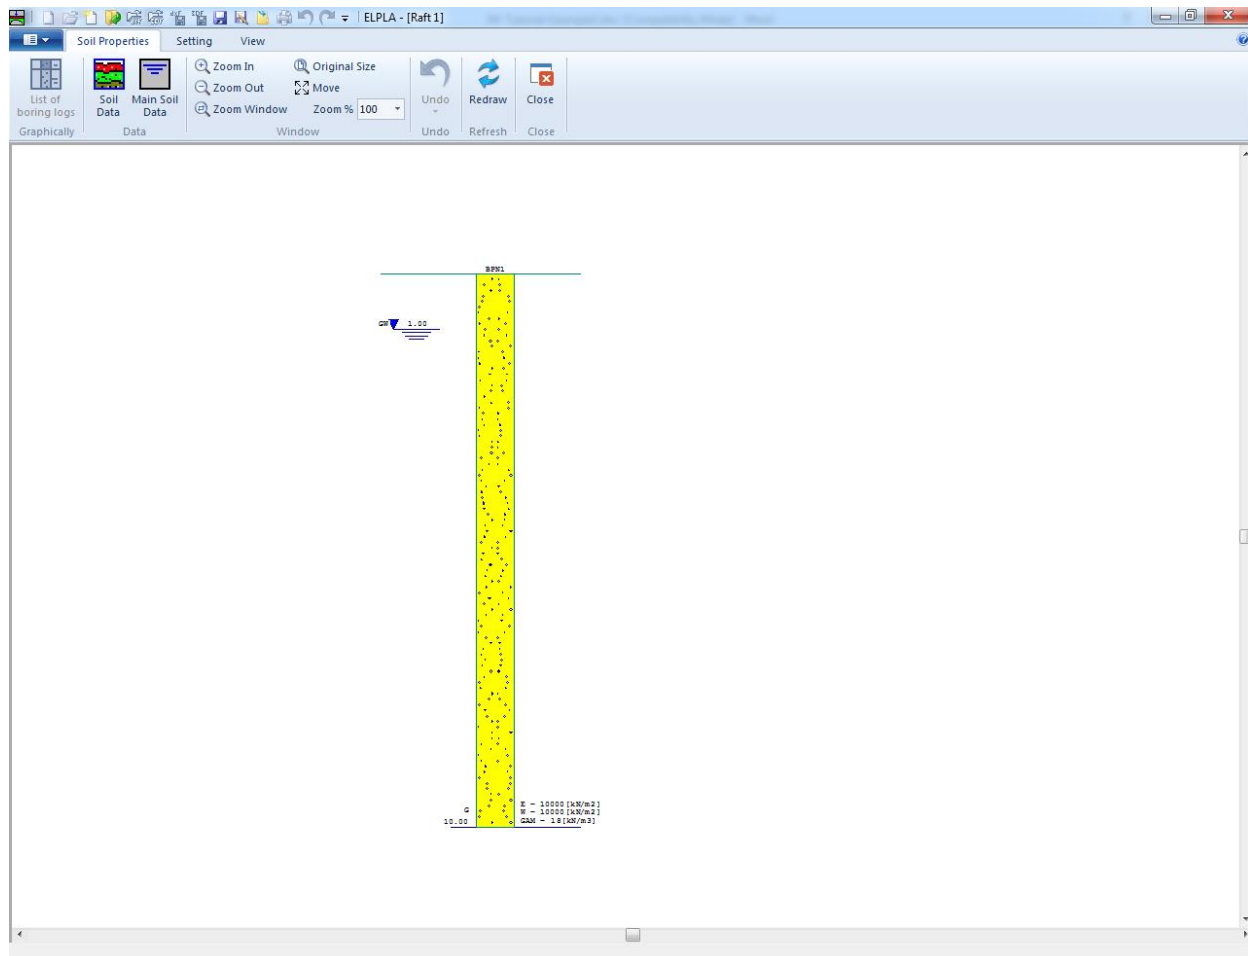 ELPLA - [Raft 1]
Soil Properties Setting View
Zoom In
Zoom Out
Zoom Window
Original Size
Move
Zoom % 100
List of
boring logs
Soil
Data
Main Soil
Data
Undo
Redraw
Close
Graphically Data Window Undo Refresh Close
BPN1
GW 1.00
G
10.00
E = 10000[kN/m2]
W = 10000[kN/m2]
GAM = 18[kN/m3]